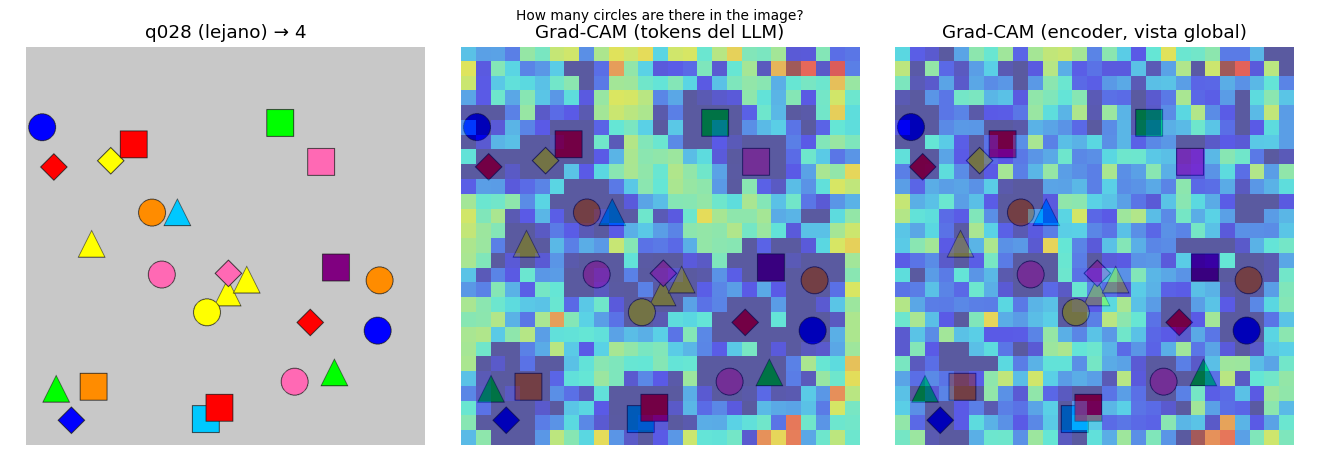 How many circles are there in the image?
q028 (lejano) → 4
Grad-CAM (tokens del LLM)
Grad-CAM (encoder, vista global)